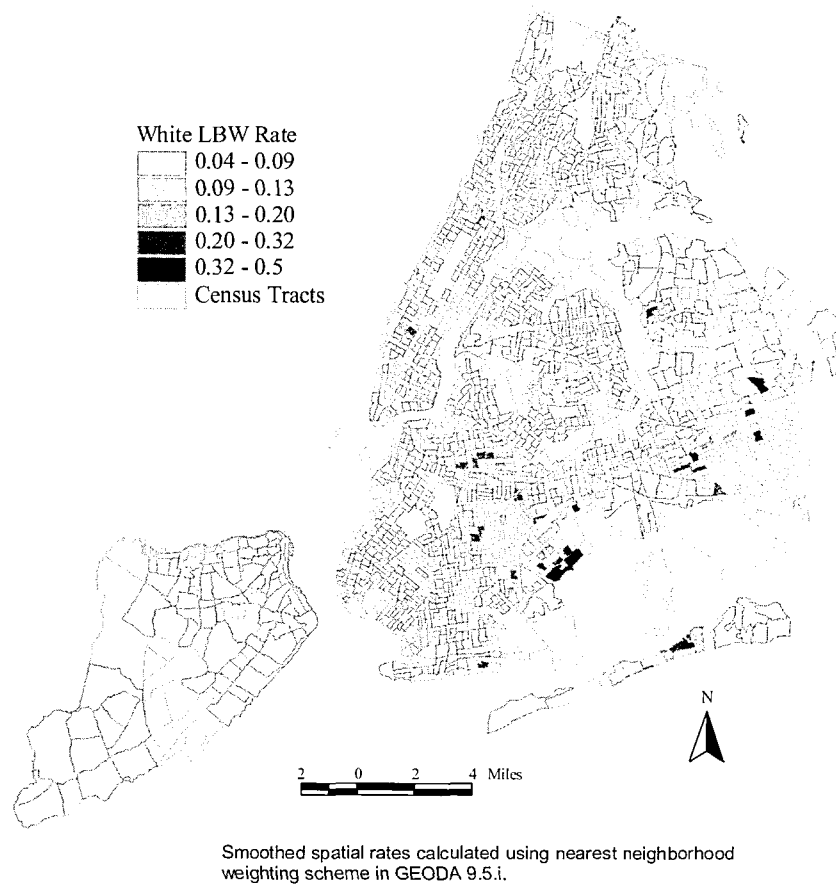 White LBW Rate
0.04 - 0.09
0.09 - 0.13
0.13 - 0.20
0.20 - 0.32
0.32 - 0.5
Census Tracts
N
2 0 2 4 Miles
Smoothed spatial rates calculated using nearest neighborhood
weighting scheme in GEODA 9.5.i.